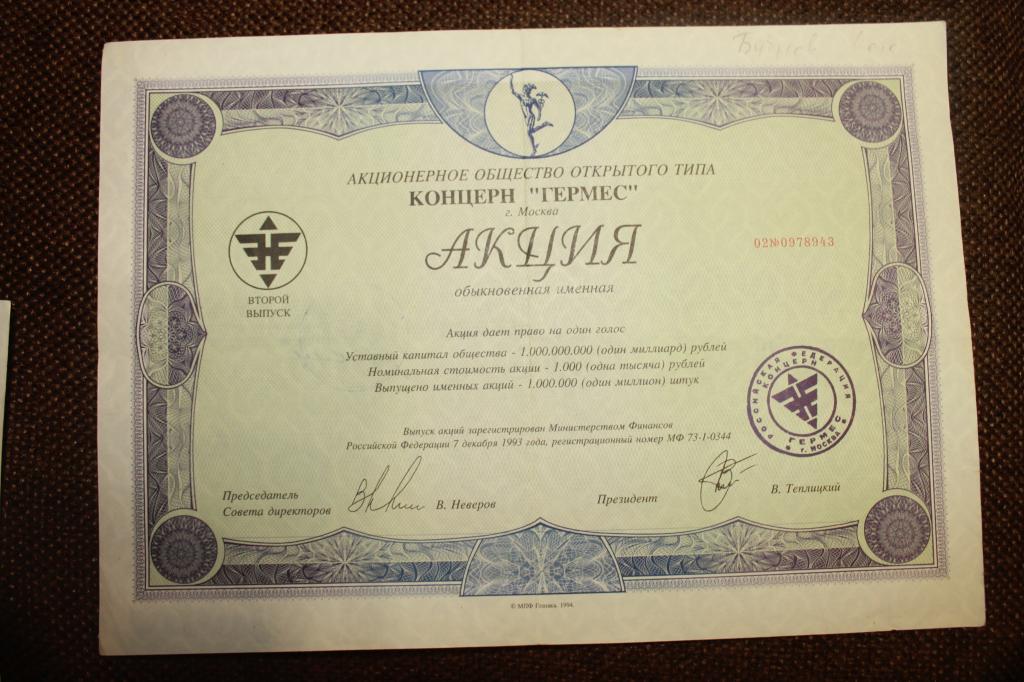 АКЦИОНЕРНОЕ ОБЩЕСТВО ОТКРЫТОГО ТИПА
КОНЦЕРН "ГЕРМЕС"
г. Москва
АКЦИЯ
обыкновенная именная
02№0978943
ВТОРОЙ
ВЫПУСК
Акция дает право на один голос
Уставный капитал общества - 1.000.000.000 (один миллиард) рублей
Номинальная стоимость акции - 1.000 (одна тысяча) рублей
Выпущено именных акций - 1.000.000 (один миллион) штук
Выпуск акций зарегистрирован Министерством Финансов
Российской Федерации 7 декабря 1993 года, регистрационный номер МФ 73-1-0344
РОССИЙСКАЯ ФЕДЕРАЦИЯ
КОНЦЕРН
ГЕРМЕС
г. МОСКВА
Председатель
Совета директоров
В. Неверов
Президент
В. Теплицкий
© МПФ Гознака. 1994.